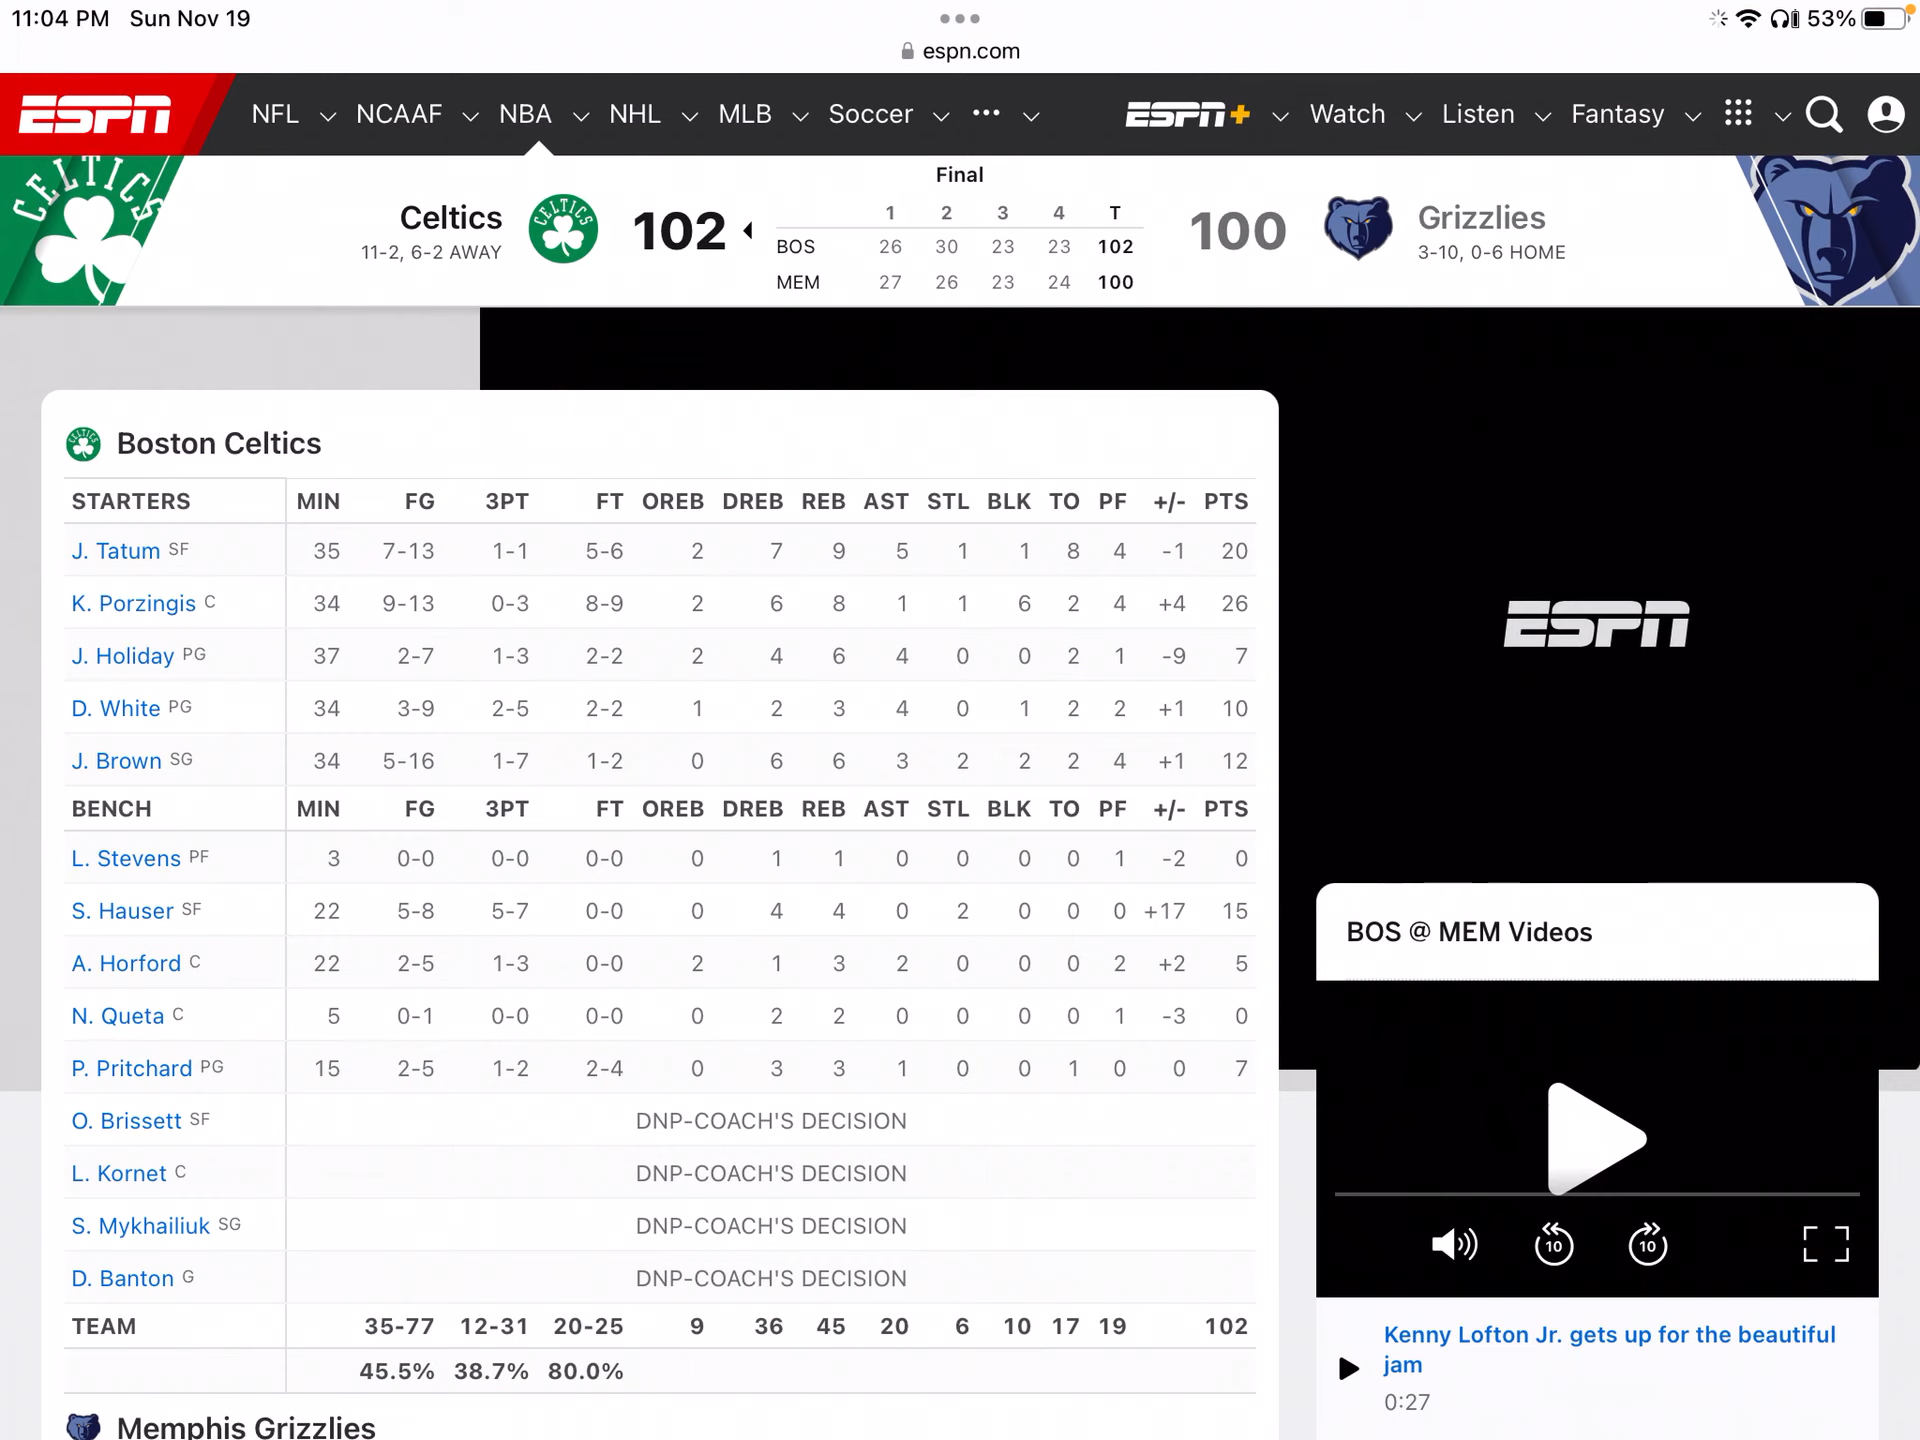 11:04 PM Sun Nov 19 53%
espn.com
ESPN NFL NCAAF NBA NHL MLB Soccer ESPN+ Watch Listen Fantasy
CELTICS
Final
Celtics
11-2, 6-2 AWAY
CELTICS
102
1 2 3 4 T
BOS 26 30 23 23 102
MEM 27 26 23 24 100
100
Grizzlies
3-10, 0-6 HOME
Boston Celtics
STARTERS MIN FG 3PT FT OREB DREB REB AST STL BLK TO PF +/- PTS
J. Tatum SF 35 7-13 1-1 5-6 2 7 9 5 1 1 8 4 -1 20
K. Porzingis C 34 9-13 0-3 8-9 2 6 8 1 1 6 2 4 +4 26
J. Holiday PG 37 2-7 1-3 2-2 2 4 6 4 0 0 2 1 -9 7
D. White PG 34 3-9 2-5 2-2 1 2 3 4 0 1 2 2 +1 10
J. Brown SG 34 5-16 1-7 1-2 0 6 6 3 2 2 2 4 +1 12
BENCH MIN FG 3PT FT OREB DREB REB AST STL BLK TO PF +/- PTS
L. Stevens PF 3 0-0 0-0 0-0 0 1 1 0 0 0 0 1 -2 0
S. Hauser SF 22 5-8 5-7 0-0 0 4 4 0 2 0 0 0 +17 15
A. Horford C 22 2-5 1-3 0-0 2 1 3 2 0 0 0 2 +2 5
N. Queta C 5 0-1 0-0 0-0 0 2 2 0 0 0 0 1 -3 0
P. Pritchard PG 15 2-5 1-2 2-4 0 3 3 1 0 0 1 0 0 7
O. Brissett SF DNP-COACH'S DECISION
L. Kornet C DNP-COACH'S DECISION
S. Mykhailiuk SG DNP-COACH'S DECISION
D. Banton G DNP-COACH'S DECISION
TEAM 35-77 12-31 20-25 9 36 45 20 6 10 17 19 102
45.5% 38.7% 80.0%
Memphis Grizzlies
ESPN
BOS @ MEM Videos
10 10
Kenny Lofton Jr. gets up for the beautiful
jam
0:27